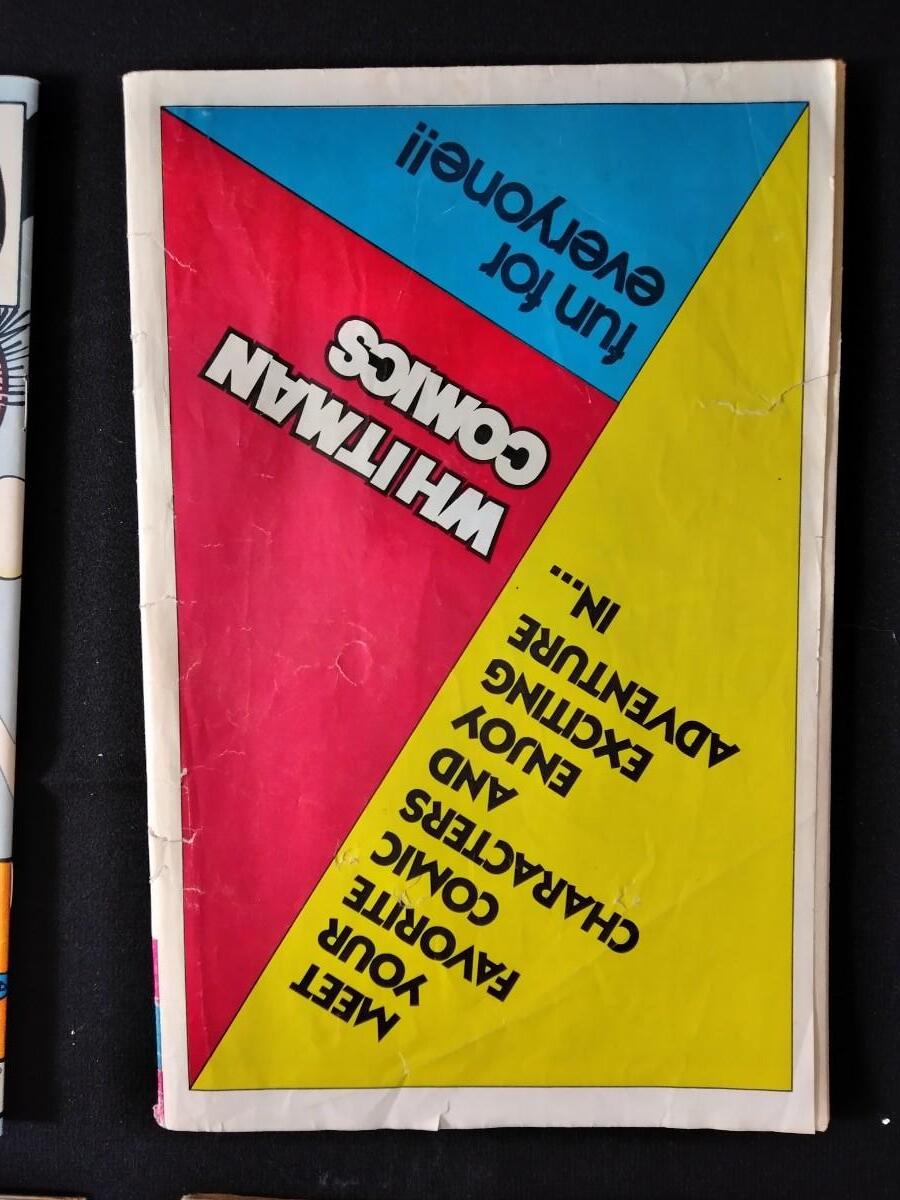 MEET
YOUR
FAVORITE
COMIC
CHARACTERS
AND
ENJOY
EXCITING
ADVENTURE
IN...
WHITMAN
COMICS
fun for
everyone!!